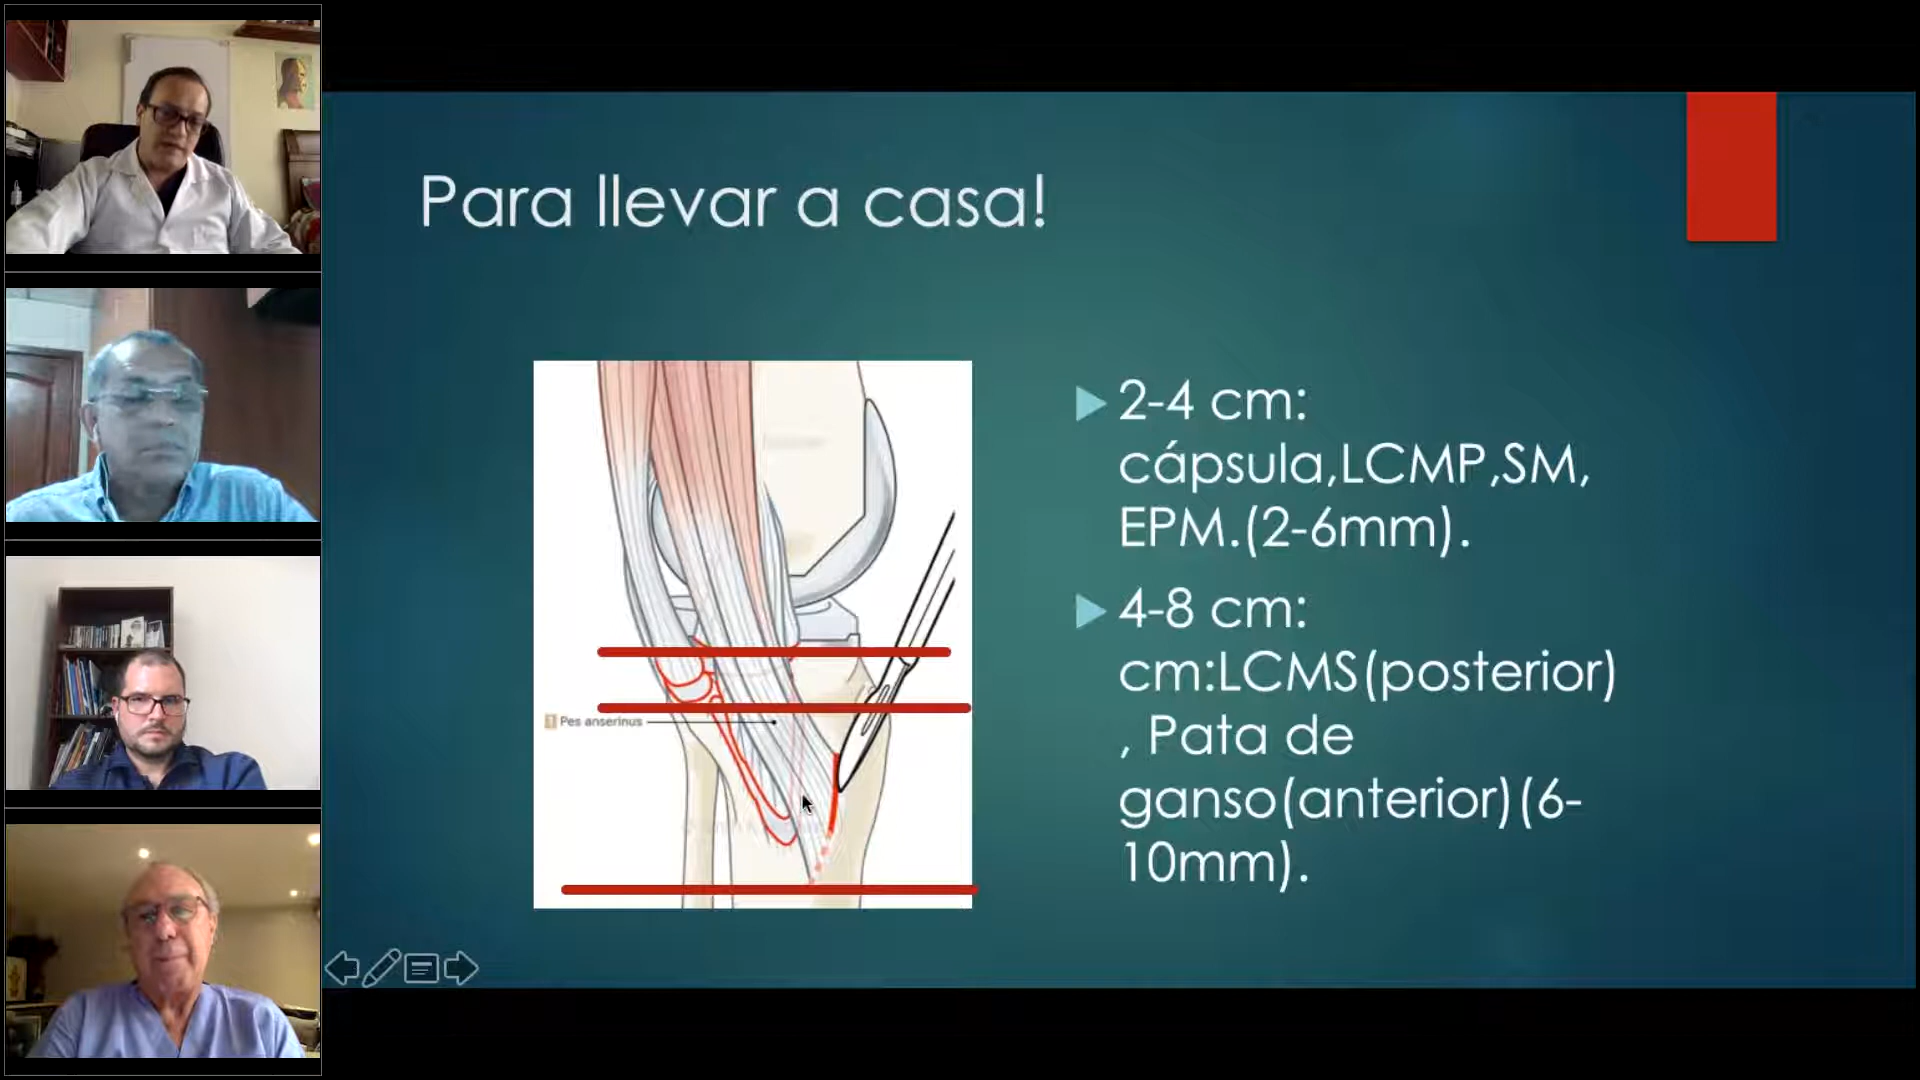 Para llevar a casa!
1 Pes anserinus
2-4 cm:
cápsula,LCMP,SM,
EPM.(2-6mm).
4-8 cm:
cm:LCMS(posterior)
, Pata de
ganso(anterior)(6-
10mm).